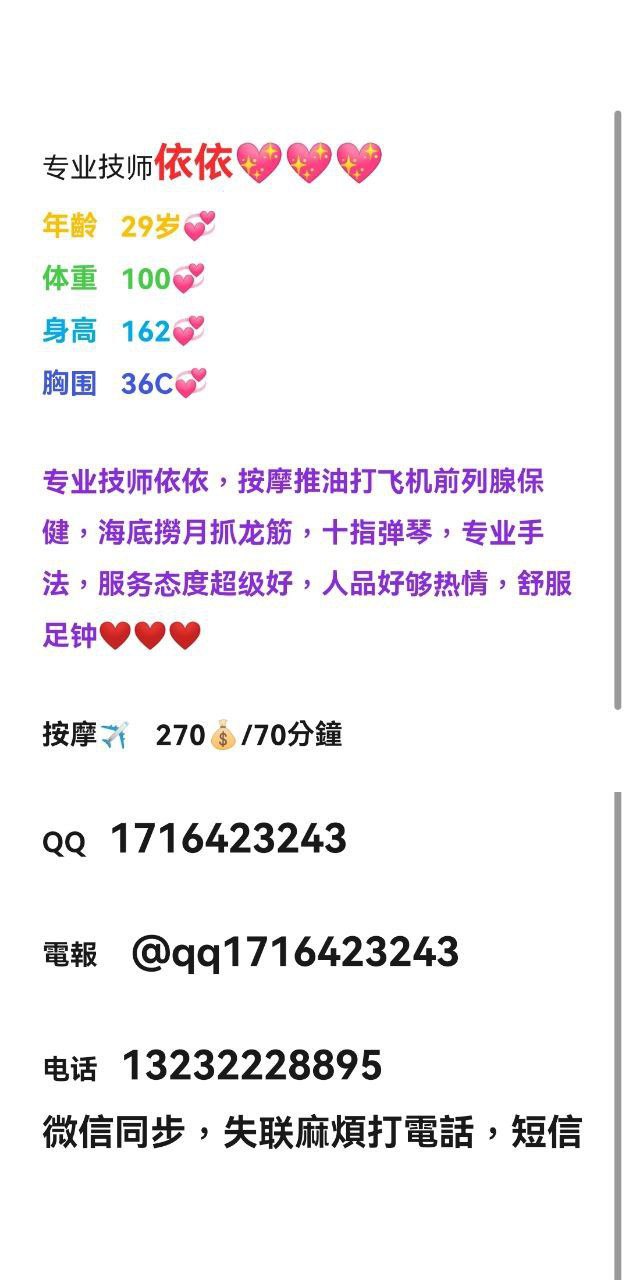 专业技师依依💖💖💖
年龄 29岁💞
体重 100💞
身高 162💞
胸围 36C💞
专业技师依依，按摩推油打飞机前列腺保
健，海底撈月抓龙筋，十指弹琴，专业手
法，服务态度超级好，人品好够热情，舒服
足钟❤️❤️❤️
按摩✈️ 270💰/70分鐘
QQ 1716423243
電報 @qq1716423243
电话 13232228895
微信同步，失联麻煩打電話，短信